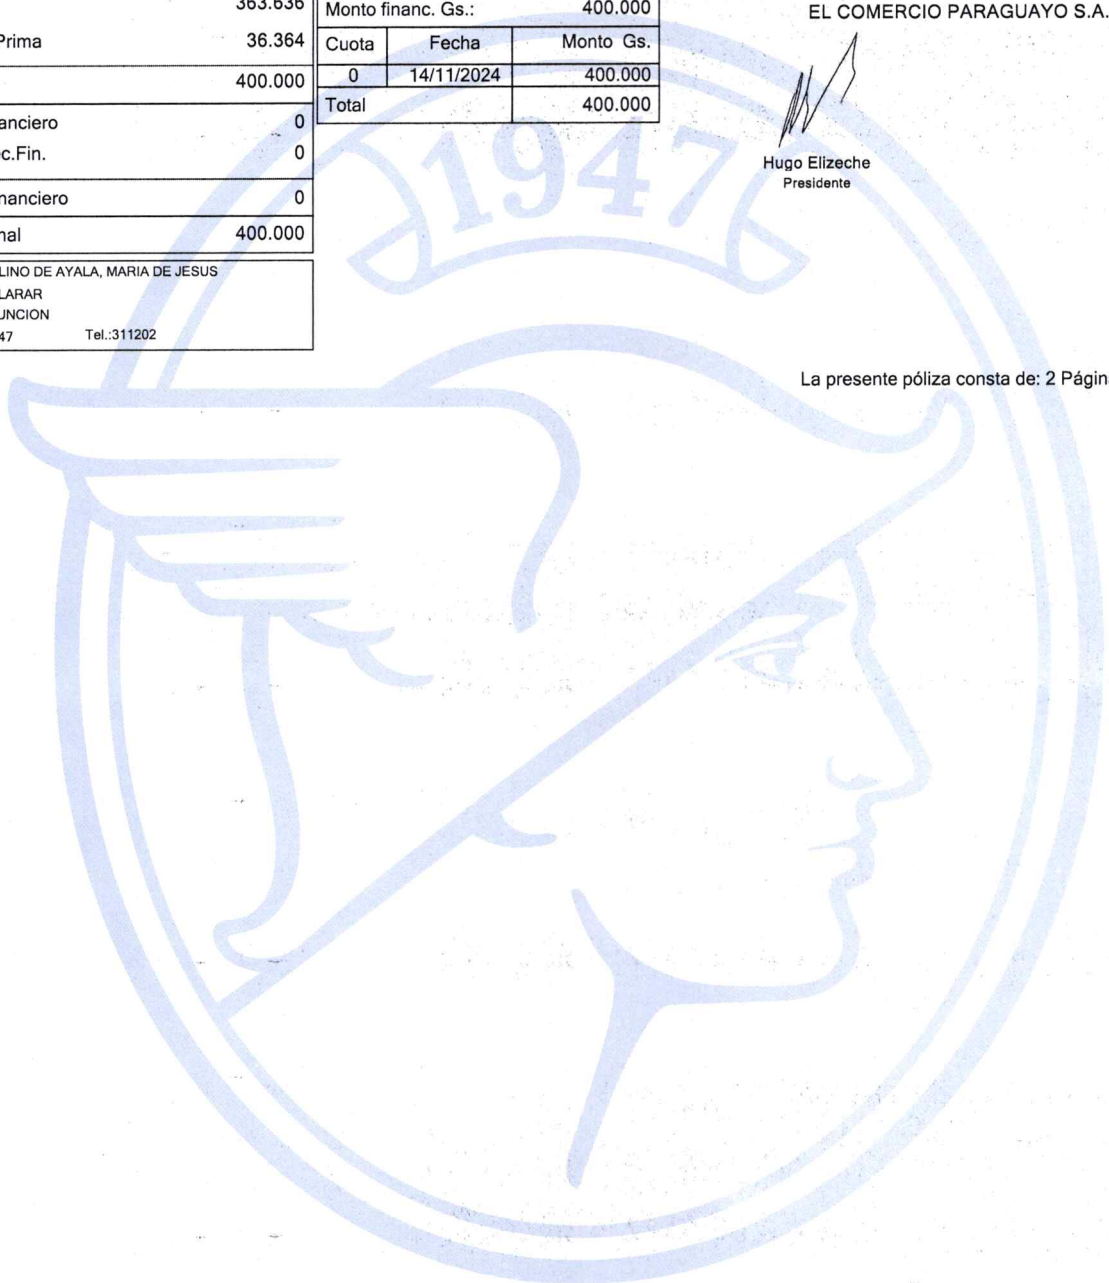 363.636
Prima 36.364
400.000
anciero 0
c.Fin. 0
nanciero 0
nal 400.000
LINO DE AYALA, MARIA DE JESUS
LARAR
UNCION
47 Tel.:311202
Monto financ. Gs.: 400.000
Cuota Fecha Monto Gs.
0 14/11/2024 400.000
Total 400.000
EL COMERCIO PARAGUAYO S.A.
Hugo Elizeche
Presidente
1947
La presente póliza consta de: 2 Págin